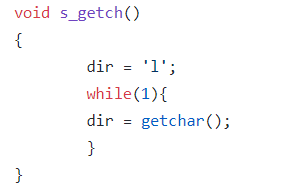 void s_getch()
{
dir = 'l';
while(1){
dir = getchar();
}
}